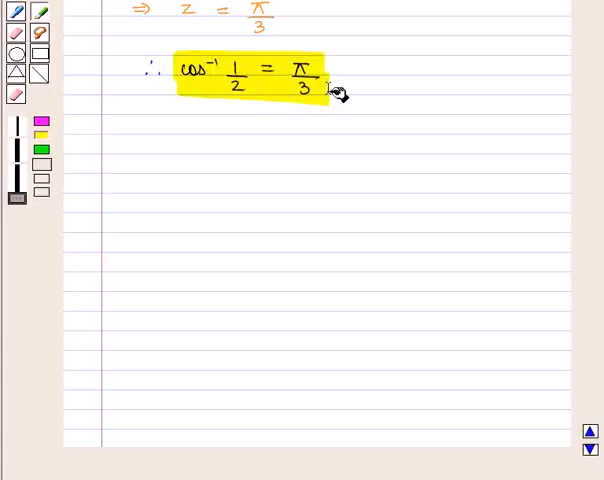 ⇒ z = π/3
∴ cos⁻¹ 1/2 = π/3